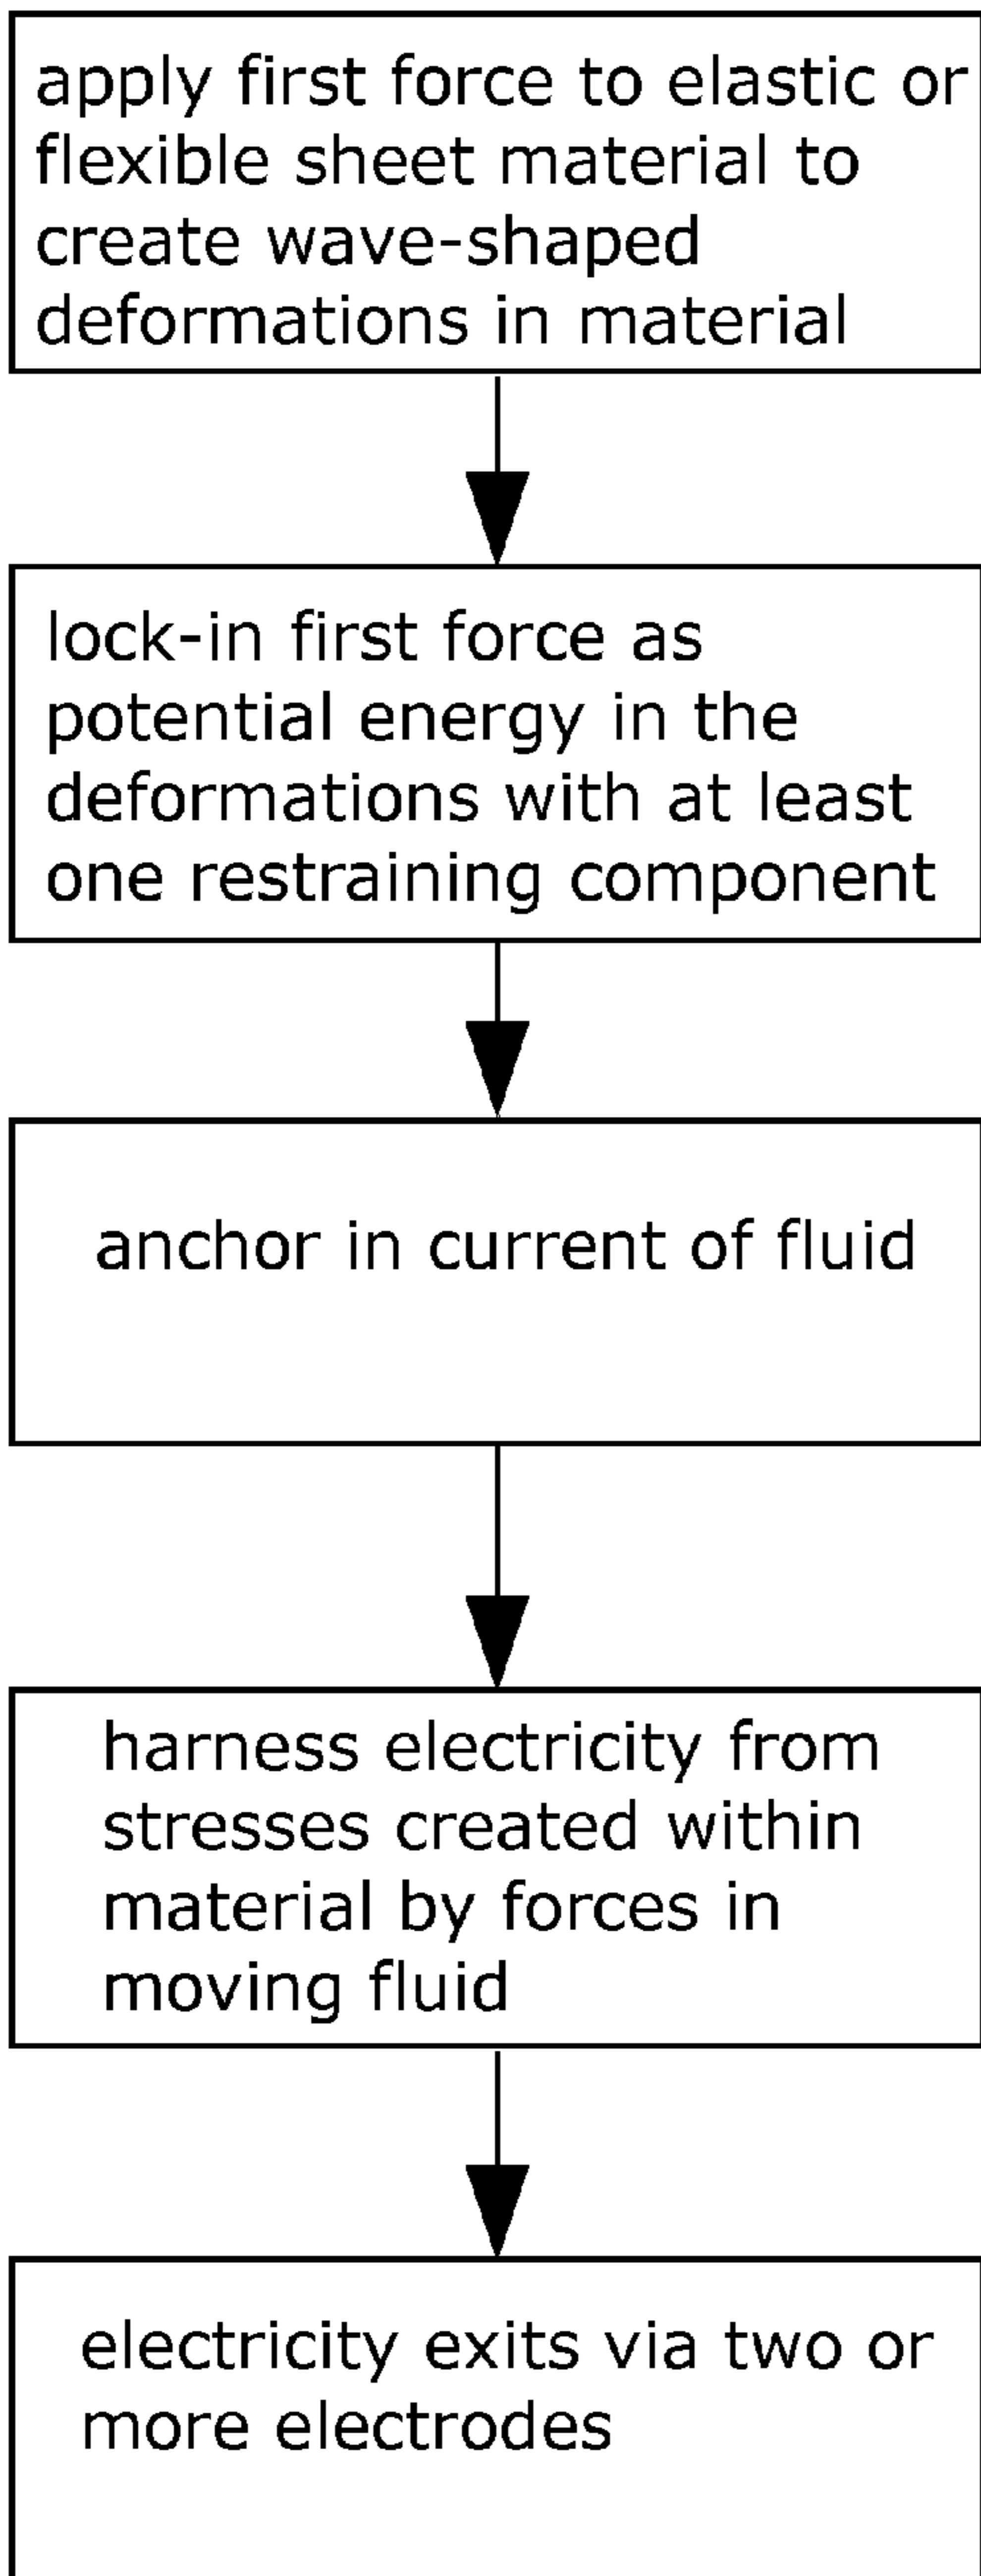 apply first force to elastic or
flexible sheet material to
create wave-shaped
deformations in material
lock-in first force as
potential energy in the
deformations with at least
one restraining component
anchor in current of fluid
harness electricity from
stresses created within
material by forces in
moving fluid
electricity exits via two or
more electrodes